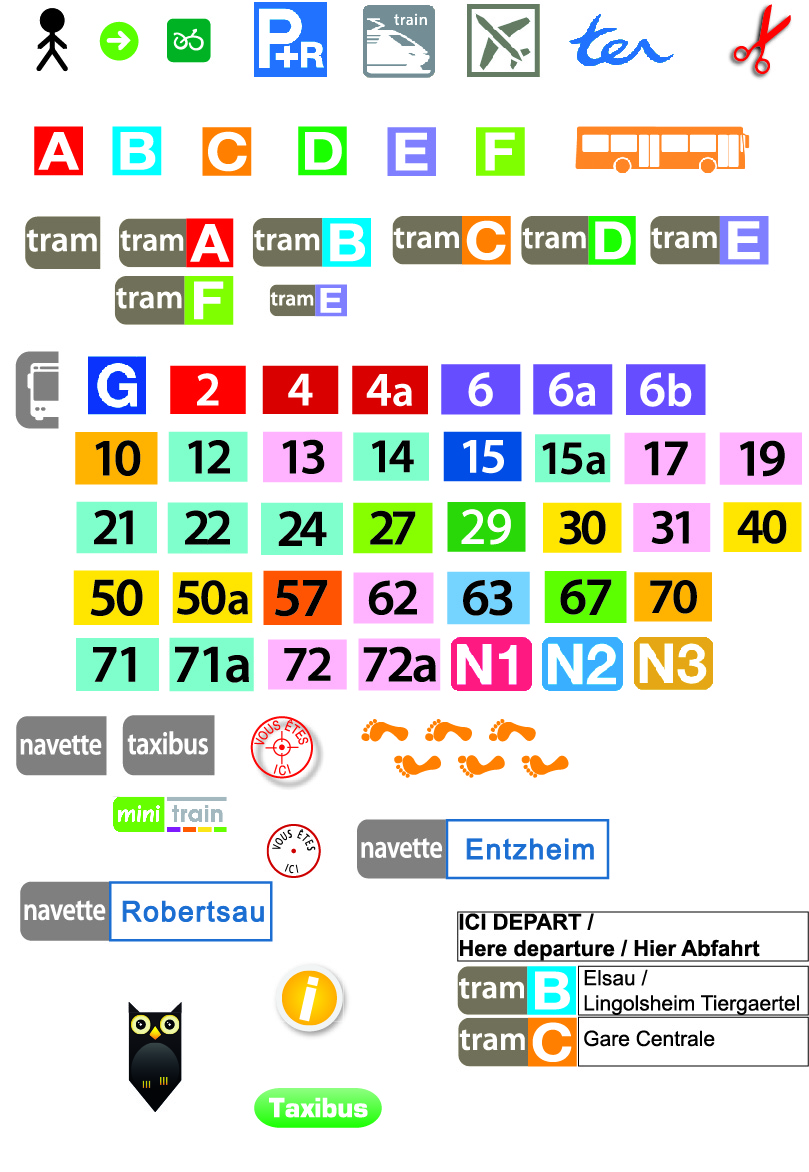 P+R train ter
A B C D E F
tram tram A tram B tram C tram D tram E
tram F tram E
G 2 4 4a 6 6a 6b
10 12 13 14 15 15a 17 19
21 22 24 27 29 30 31 40
50 50a 57 62 63 67 70
71 71a 72 72a N1 N2 N3
navette taxibus VOUS ÊTES ICI
mini train
VOUS ÊTES ICI
navette Entzheim
navette Robertsau
ICI DEPART /
Here departure / Hier Abfahrt
tram B Elsau /
Lingolsheim Tiergaertel
tram C Gare Centrale
i
Taxibus